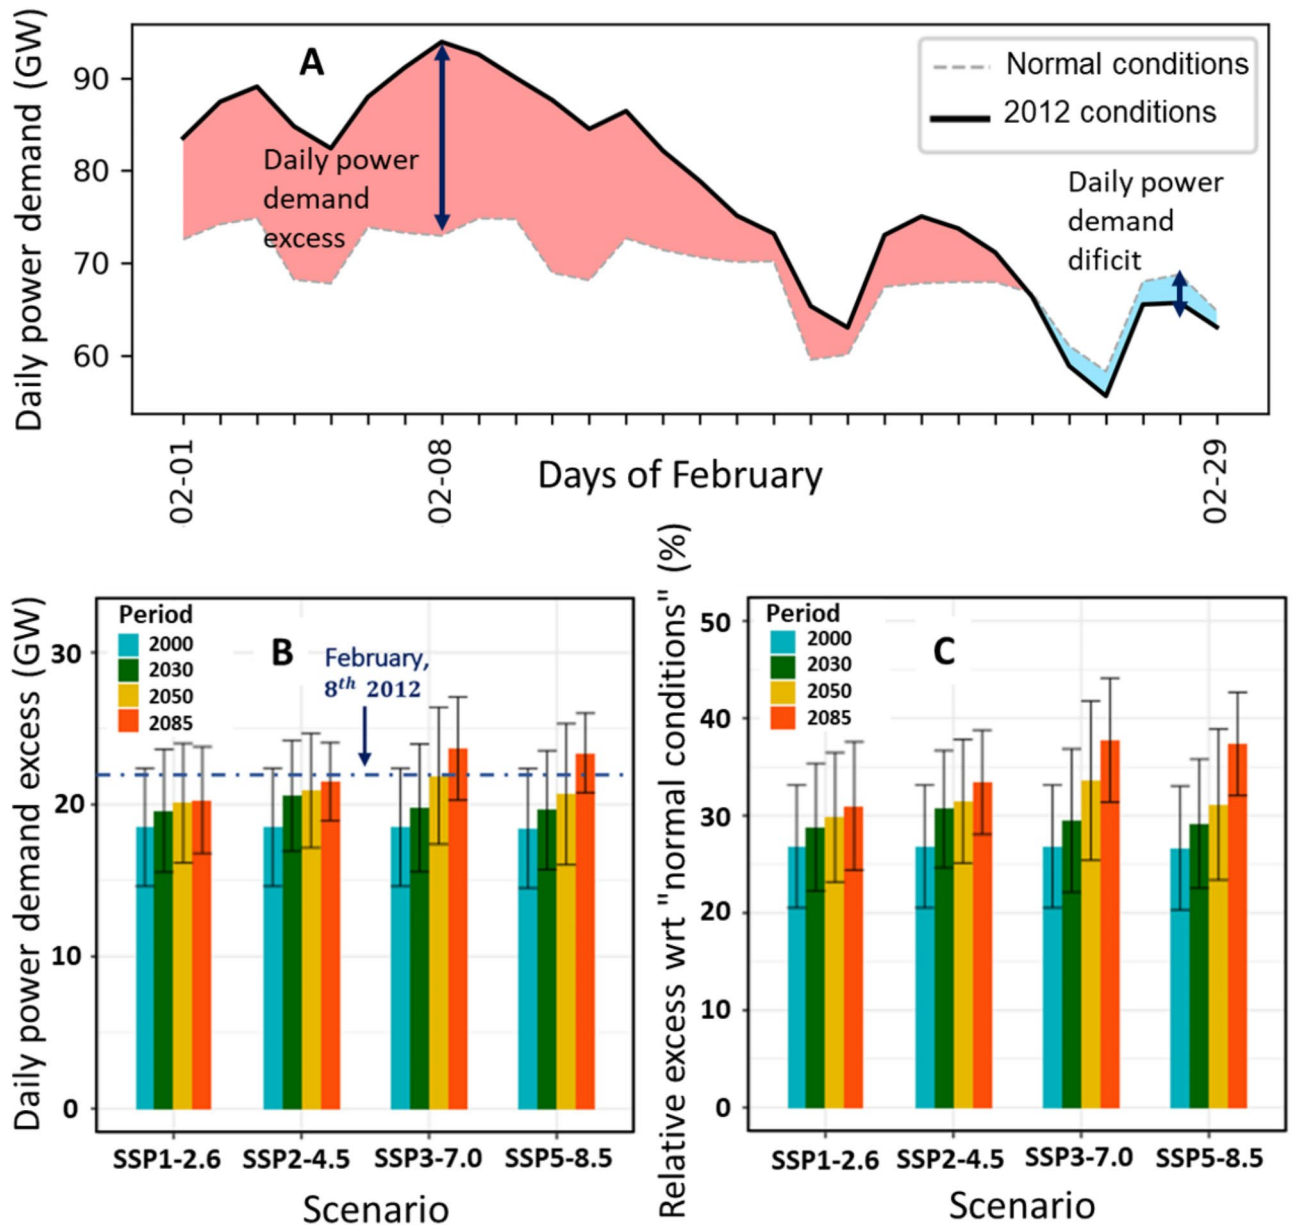 Daily power demand (GW)
A
90
80
70
60
Daily power
demand
excess
Normal conditions
2012 conditions
Daily power
demand
dificit
02-01
02-08
02-29
Days of February
Daily power demand excess (GW)
Period
2000
2030
2050
2085
B
February,
8th 2012
30
20
10
0
SSP1-2.6 SSP2-4.5 SSP3-7.0 SSP5-8.5
Scenario
Relative excess wrt "normal conditions" (%)
Period
2000
2030
2050
2085
C
50
40
30
20
10
0
SSP1-2.6 SSP2-4.5 SSP3-7.0 SSP5-8.5
Scenario